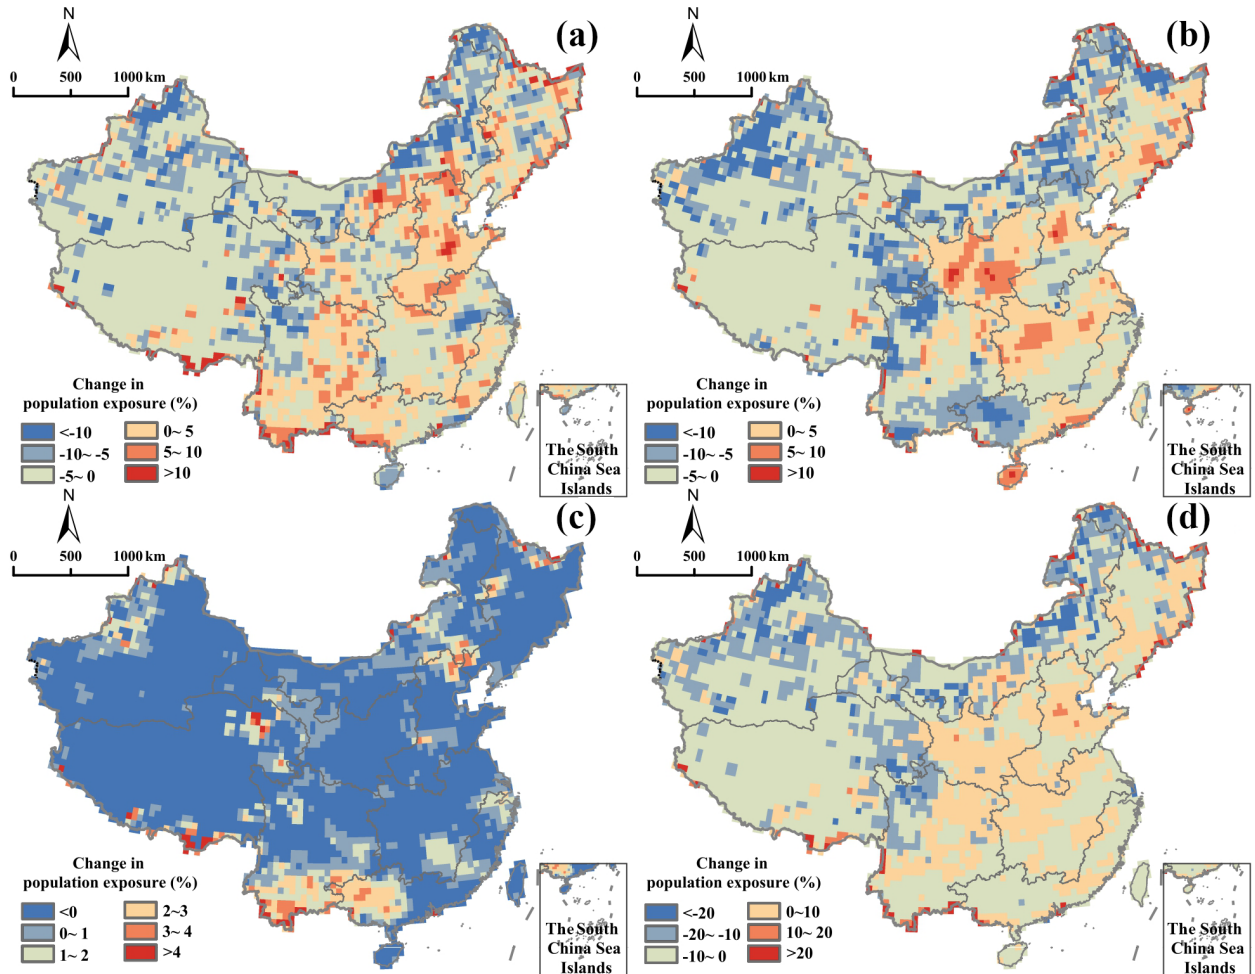 N
(a)
0 500 1000 km
Change in
population exposure (%)
<-10
-10~ -5
-5~ 0
0~ 5
5~ 10
>10
The South
China Sea
Islands
N
(b)
0 500 1000 km
Change in
population exposure (%)
<-10
-10~ -5
-5~ 0
0~ 5
5~ 10
>10
The South
China Sea
Islands
N
(c)
0 500 1000 km
Change in
population exposure (%)
<0
0~ 1
1~ 2
2~3
3~ 4
>4
The South
China Sea
Islands
N
(d)
0 500 1000 km
Change in
population exposure (%)
<-20
-20~ -10
-10~ 0
0~10
10~ 20
>20
The South
China Sea
Islands